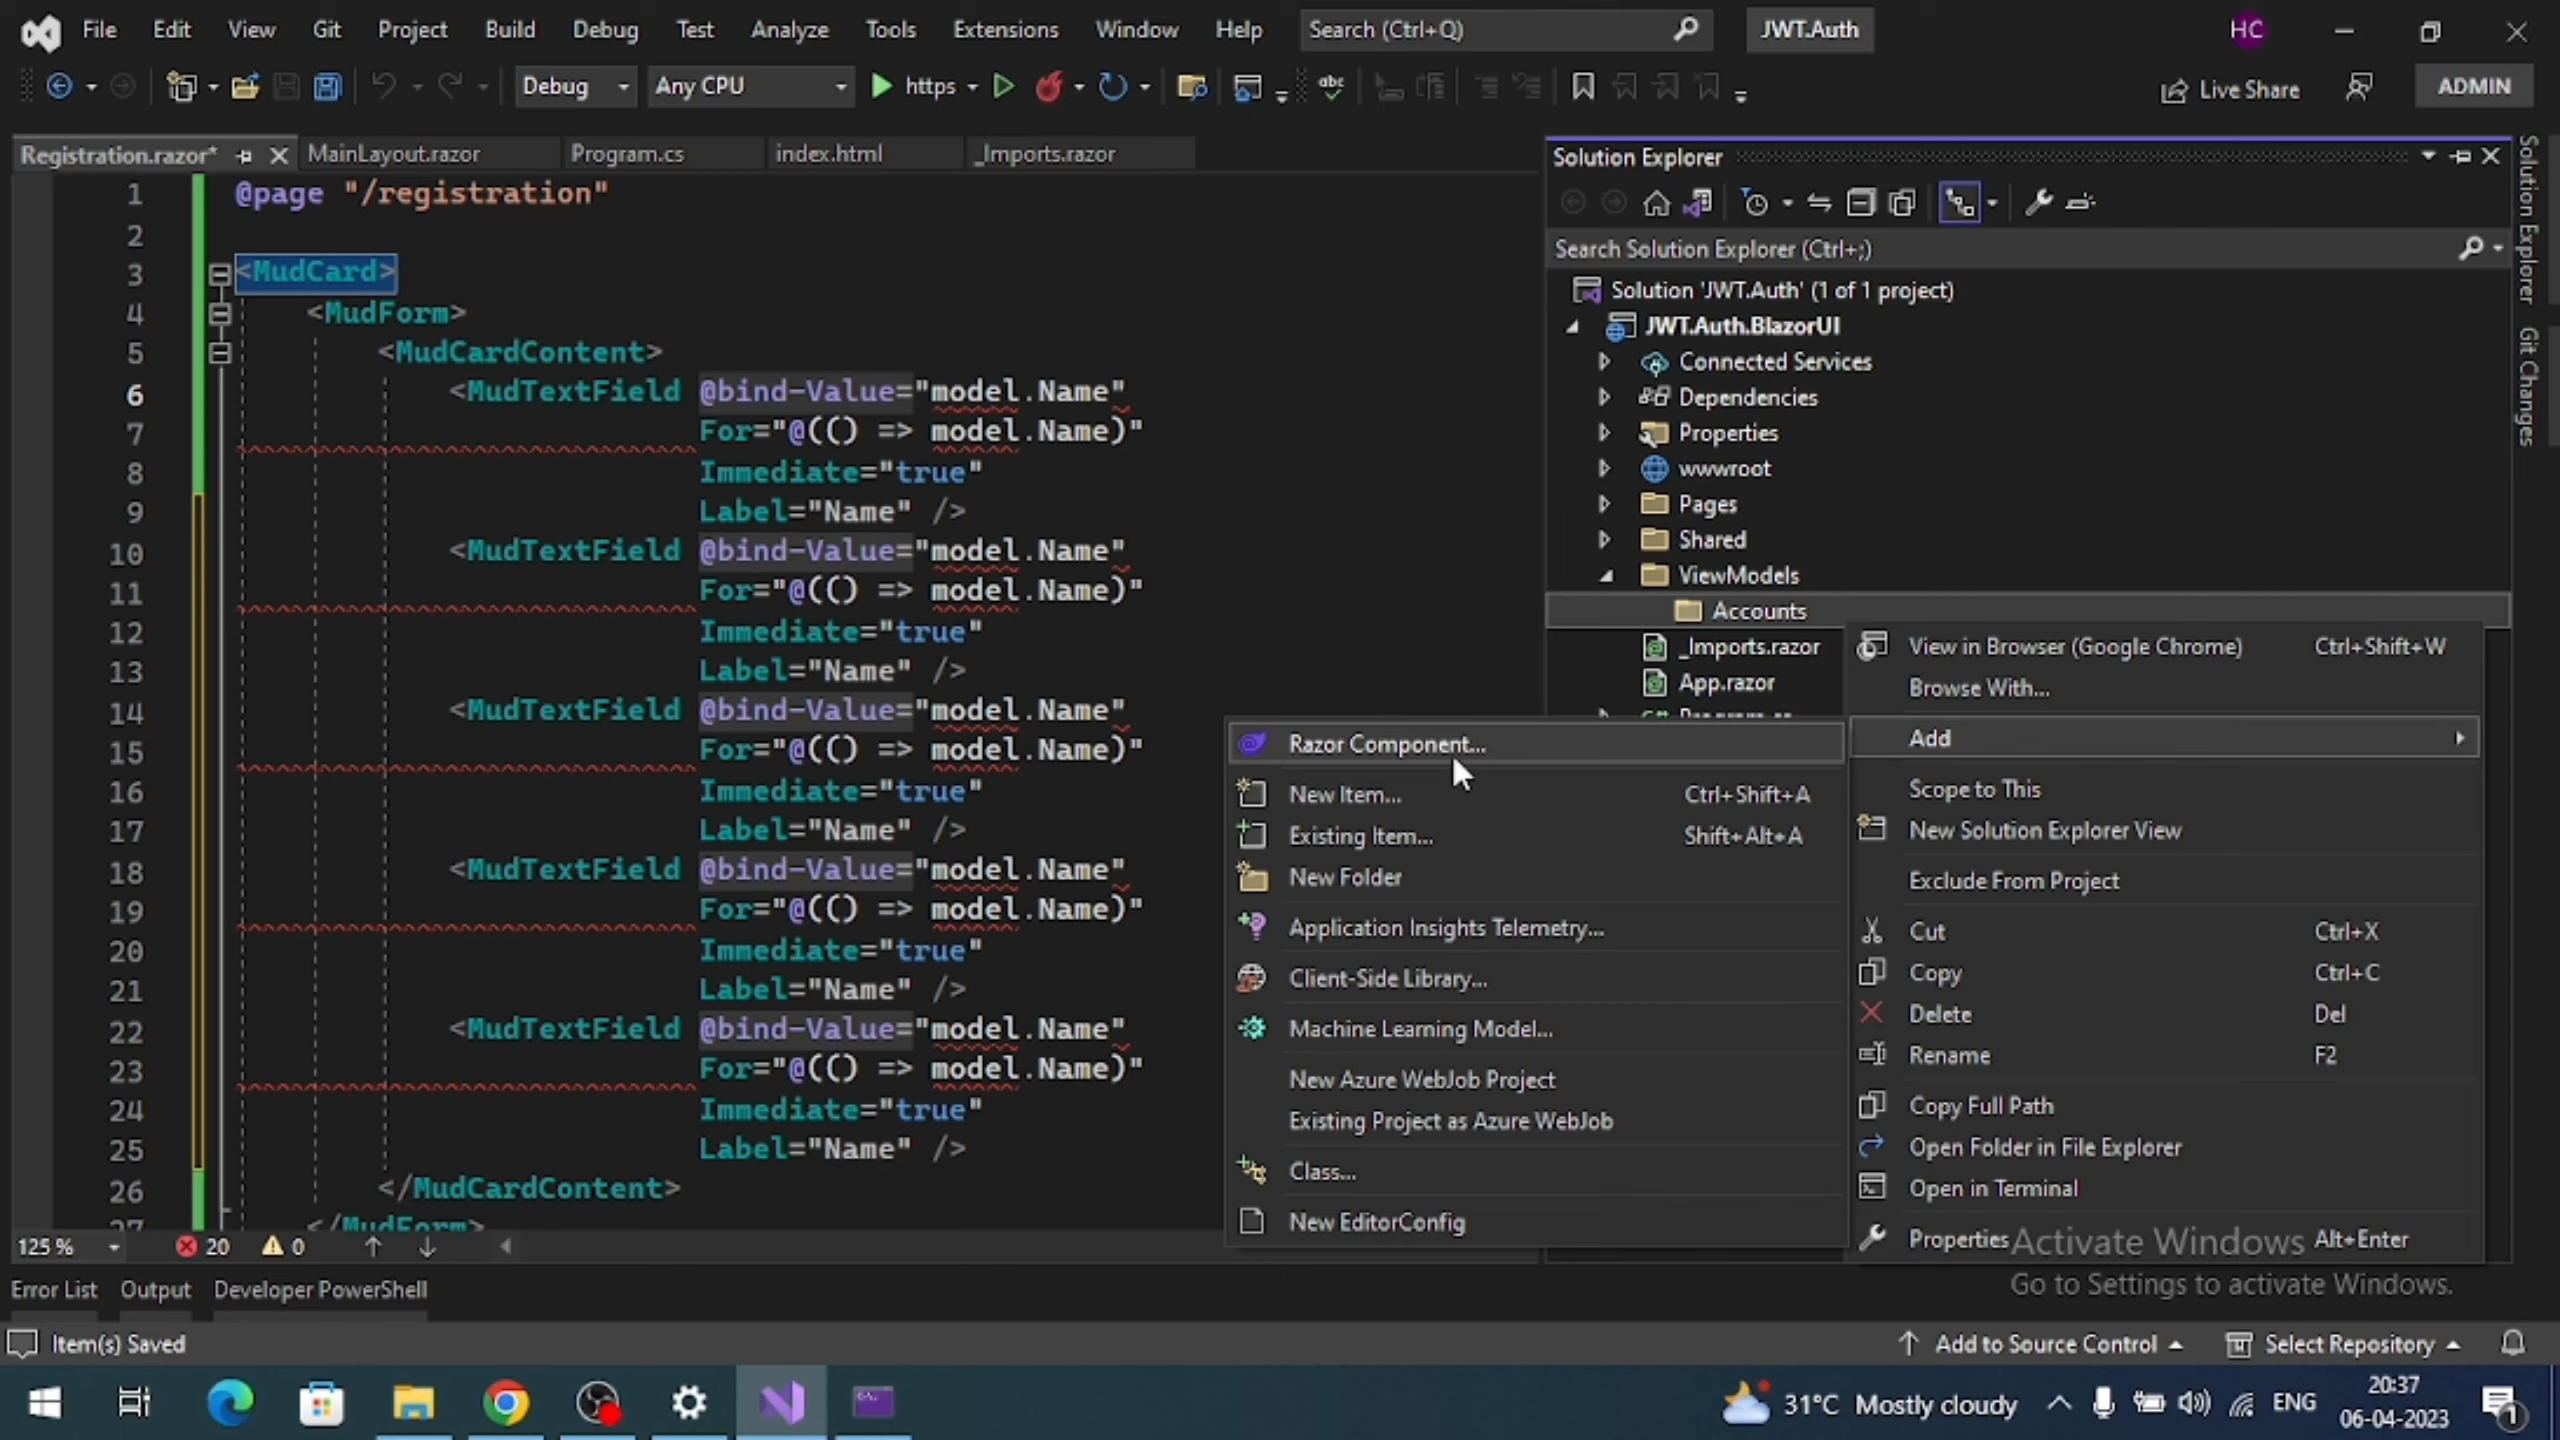 File Edit View Git Project Build Debug Test Analyze Tools Extensions Window Help Search (Ctrl+Q) JWT.Auth HC
Debug Any CPU https abc Live Share ADMIN
Registration.razor* MainLayout.razor Program.cs index.html _Imports.razor
1 @page "/registration"
2
3 <MudCard>
4 <MudForm>
5 <MudCardContent>
6 <MudTextField @bind-Value="model.Name"
7 For="@(() => model.Name)"
8 Immediate="true"
9 Label="Name" />
10 <MudTextField @bind-Value="model.Name"
11 For="@(() => model.Name)"
12 Immediate="true"
13 Label="Name" />
14 <MudTextField @bind-Value="model.Name"
15 For="@(() => model.Name)"
16 Immediate="true"
17 Label="Name" />
18 <MudTextField @bind-Value="model.Name"
19 For="@(() => model.Name)"
20 Immediate="true"
21 Label="Name" />
22 <MudTextField @bind-Value="model.Name"
23 For="@(() => model.Name)"
24 Immediate="true"
25 Label="Name" />
26 </MudCardContent>
27 </MudForm>
125 % 20 0
Solution Explorer
Search Solution Explorer (Ctrl+;)
Solution 'JWT.Auth' (1 of 1 project)
JWT.Auth.BlazorUI
Connected Services
Dependencies
Properties
wwwroot
Pages
Shared
ViewModels
Accounts
_Imports.razor
App.razor
Program.cs
Solution Explorer
Git Changes
View in Browser (Google Chrome) Ctrl+Shift+W
Browse With...
Add
Scope to This
New Solution Explorer View
Exclude From Project
Cut Ctrl+X
Copy Ctrl+C
Delete Del
Rename F2
Copy Full Path
Open Folder in File Explorer
Open in Terminal
Properties Alt+Enter
Razor Component...
New Item... Ctrl+Shift+A
Existing Item... Shift+Alt+A
New Folder
Application Insights Telemetry...
Client-Side Library...
Machine Learning Model...
New Azure WebJob Project
Existing Project as Azure WebJob
Class...
New EditorConfig
Activate Windows
Go to Settings to activate Windows.
Error List Output Developer PowerShell
Item(s) Saved Add to Source Control Select Repository
31°C Mostly cloudy ENG 20:37
06-04-2023 1